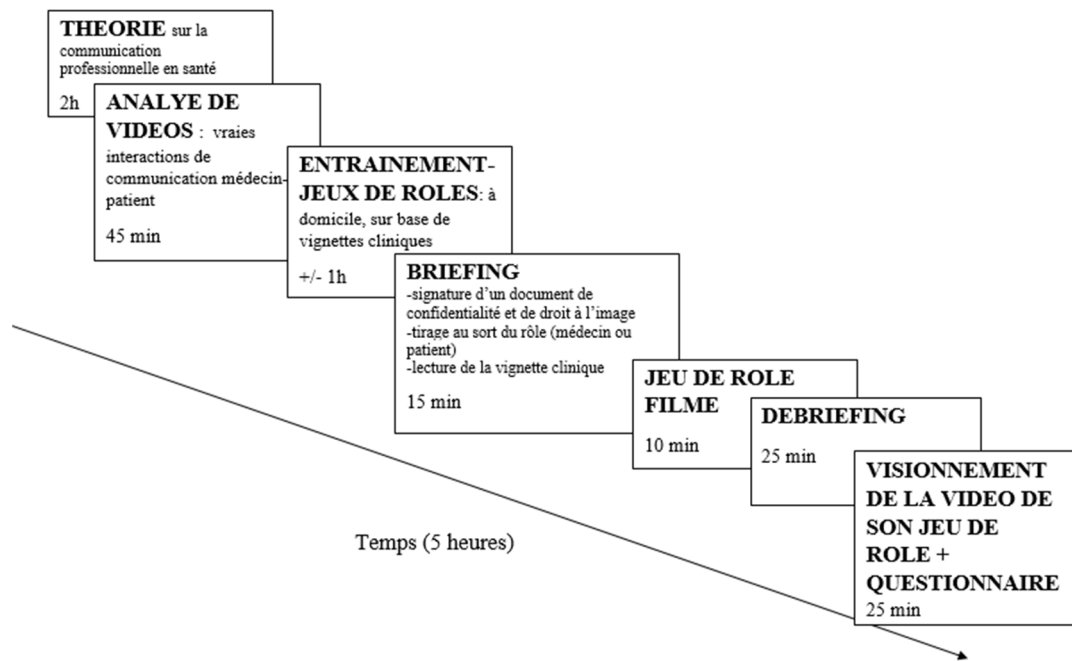 THEORIE sur la
communication
professionnelle en santé
2h
ANALYE DE
VIDEOS : vraies
interactions de
communication médecin-
patient
45 min
ENTRAINEMENT-
JEUX DE ROLES: à
domicile, sur base de
vignettes cliniques
+/- 1h
BRIEFING
-signature d’un document de
confidentialité et de droit à l’image
-tirage au sort du rôle (médecin ou
patient)
-lecture de la vignette clinique
15 min
JEU DE ROLE
FILME
10 min
DEBRIEFING
25 min
VISIONNEMENT
DE LA VIDEO DE
SON JEU DE
ROLE +
QUESTIONNAIRE
25 min
Temps (5 heures)